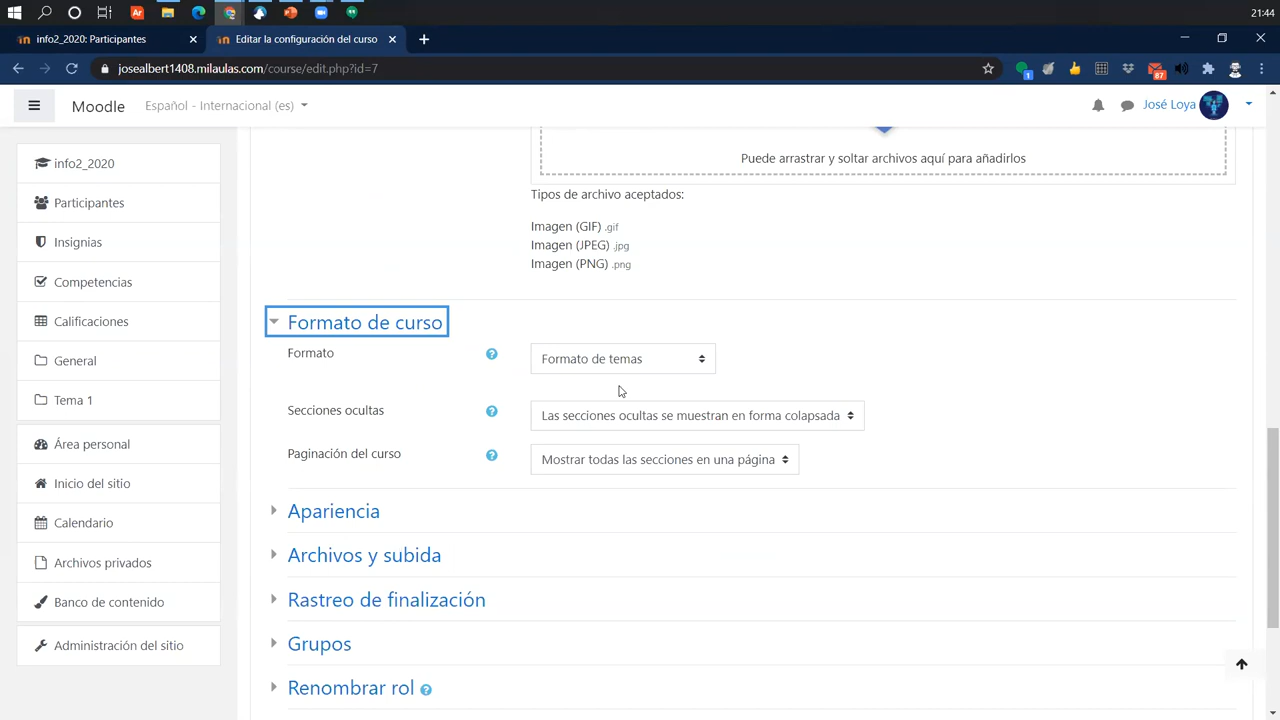 21:44
info2_2020: Participantes
Editar la configuración del curso
josealbert1408.milaulas.com/course/edit.php?id=7
1
87
Moodle
Español - Internacional (es)
José Loya
info2_2020
Participantes
Insignias
Competencias
Calificaciones
General
Tema 1
Área personal
Inicio del sitio
Calendario
Archivos privados
Banco de contenido
Administración del sitio
Puede arrastrar y soltar archivos aquí para añadirlos
Tipos de archivo aceptados:
Imagen (GIF) .gif
Imagen (JPEG) .jpg
Imagen (PNG) .png
Formato de curso
Formato
Formato de temas
Secciones ocultas
Las secciones ocultas se muestran en forma colapsada
Paginación del curso
Mostrar todas las secciones en una página
Apariencia
Archivos y subida
Rastreo de finalización
Grupos
Renombrar rol